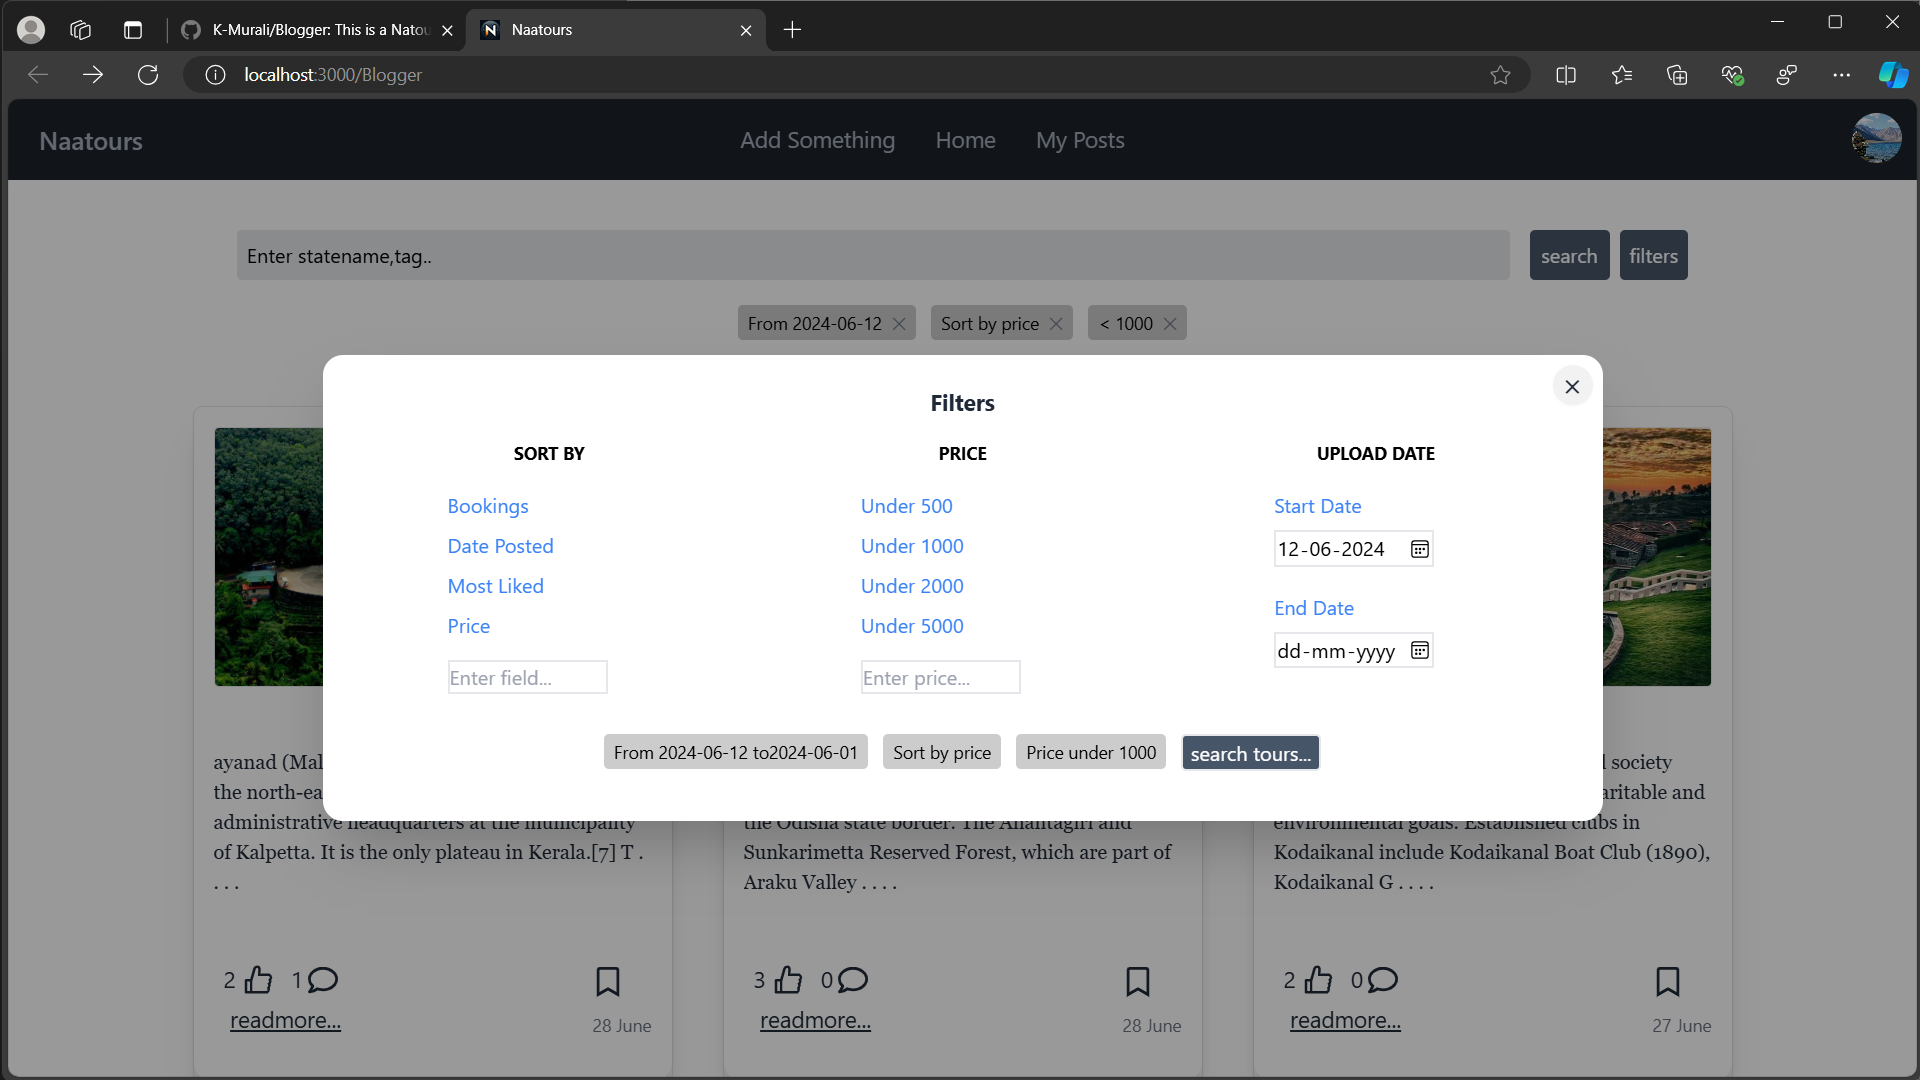 K-Murali/Blogger: This is a Natou
Naatours
localhost:3000/Blogger
Naatours
Add Something
Home
My Posts
Enter statename,tag..
search
filters
From 2024-06-12
Sort by price
< 1000
Filters
SORT BY
PRICE
UPLOAD DATE
Bookings
Under 500
Start Date
Date Posted
Under 1000
12-06-2024
Most Liked
Under 2000
End Date
Price
Under 5000
dd-mm-yyyy
Enter field...
Enter price...
From 2024-06-12 to2024-06-01
Sort by price
Price under 1000
search tours...
ayanad (Mal
the north-ea
administrative headquarters at the municipality
of Kalpetta. It is the only plateau in Kerala.[7] T .
. . .
the Odisha state border. The Anantagiri and
Sunkarimetta Reserved Forest, which are part of
Araku Valley . . . .
l society
aritable and
environmental goals. Established clubs in
Kodaikanal include Kodaikanal Boat Club (1890),
Kodaikanal G . . . .
2
1
readmore...
28 June
3
0
readmore...
28 June
2
0
readmore...
27 June